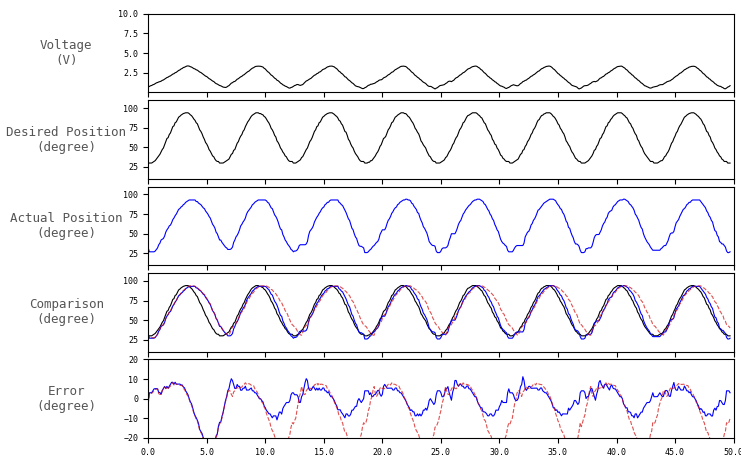 Voltage
(V)
10.0
7.5
5.0
2.5
Desired Position
(degree)
100
75
50
25
Actual Position
(degree)
100
75
50
25
Comparison
(degree)
100
75
50
25
Error
(degree)
20
10
0
−10
−20
0.0 5.0 10.0 15.0 20.0 25.0 30.0 35.0 40.0 45.0 50.0